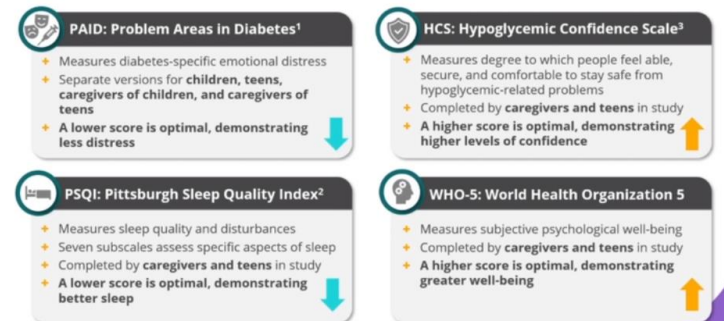 PAID: Problem Areas in Diabetes¹
Measures diabetes-specific emotional distress
Separate versions for children, teens,
caregivers of children, and caregivers of
teens
A lower score is optimal, demonstrating
less distress
HCS: Hypoglycemic Confidence Scale³
Measures degree to which people feel able,
secure, and comfortable to stay safe from
hypoglycemic-related problems
Completed by caregivers and teens in study
A higher score is optimal, demonstrating
higher levels of confidence
PSQI: Pittsburgh Sleep Quality Index²
Measures sleep quality and disturbances
Seven subscales assess specific aspects of sleep
Completed by caregivers and teens in study
A lower score is optimal, demonstrating
better sleep
WHO-5: World Health Organization 5
Measures subjective psychological well-being
Completed by caregivers and teens in study
A higher score is optimal, demonstrating
greater well-being